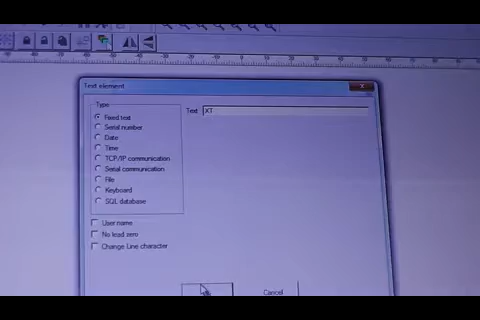 Text element
Type
Fixed text
Serial number
Date
Time
TCP/IP communication
Serial communication
File
Keyboard
SQL database
Text XT
User name
No lead zero
Change Line character
Cancel